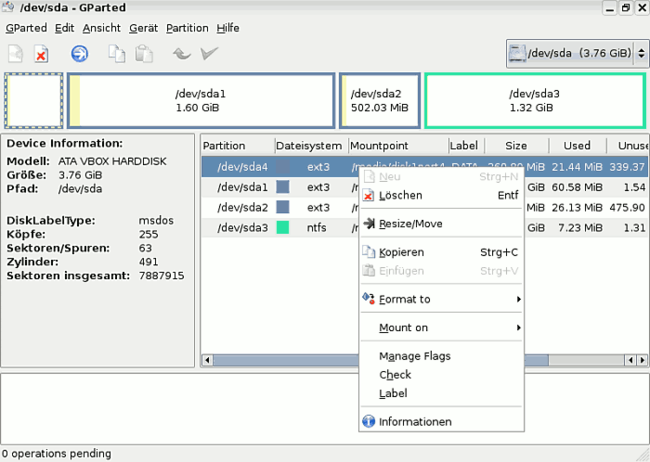 /dev/sda - GParted
GParted Edit Ansicht Gerät Partition Hilfe
/dev/sda (3.76 GiB)
/dev/sda1
1.60 GiB
/dev/sda2
502.03 MiB
/dev/sda3
1.32 GiB
Device Information:
Modell: ATA VBOX HARDDISK
Größe: 3.76 GiB
Pfad: /dev/sda
DiskLabelType: msdos
Köpfe: 255
Sektoren/Spuren: 63
Zylinder: 491
Sektoren insgesamt: 7887915
Partition Dateisystem Mountpoint Label Size Used Unuse
/dev/sda4 ext3 MiB 21.44 MiB 339.37
/dev/sda1 ext3 GiB 60.58 MiB 1.54
/dev/sda2 ext3 MiB 26.13 MiB 475.90
/dev/sda3 ntfs GiB 7.23 MiB 1.31
Neu Strg+N
Löschen Entf
Resize/Move
Kopieren Strg+C
Einfügen Strg+V
Format to
Mount on
Manage Flags
Check
Label
Informationen
0 operations pending